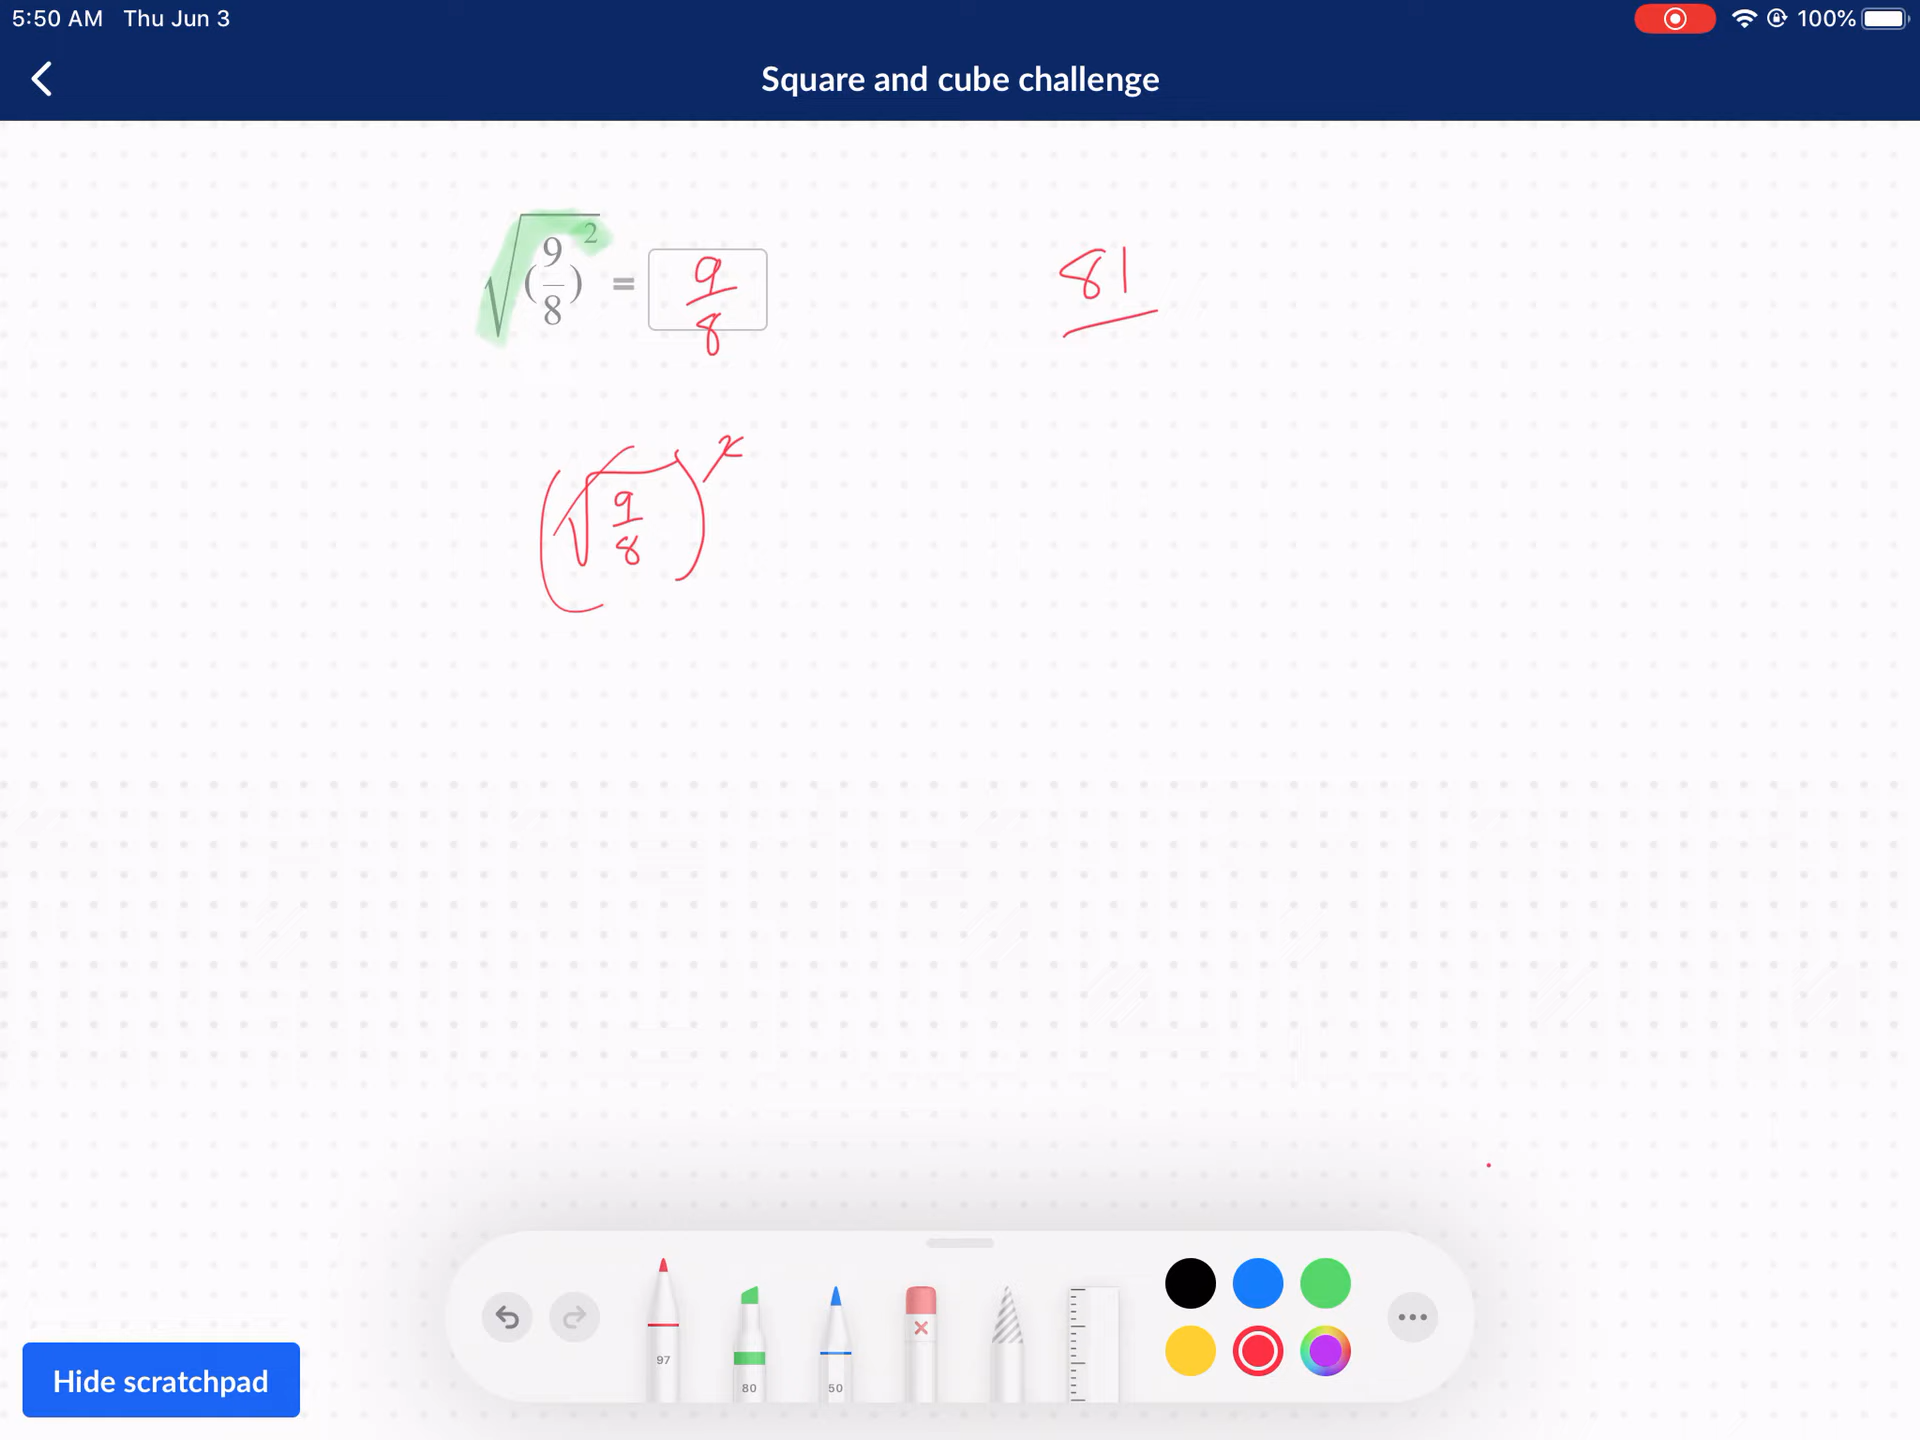 5:50 AM Thu Jun 3
100%
Square and cube challenge
√(9/8)² = 9/8
81
(√9/8)²
97
80
50
Hide scratchpad